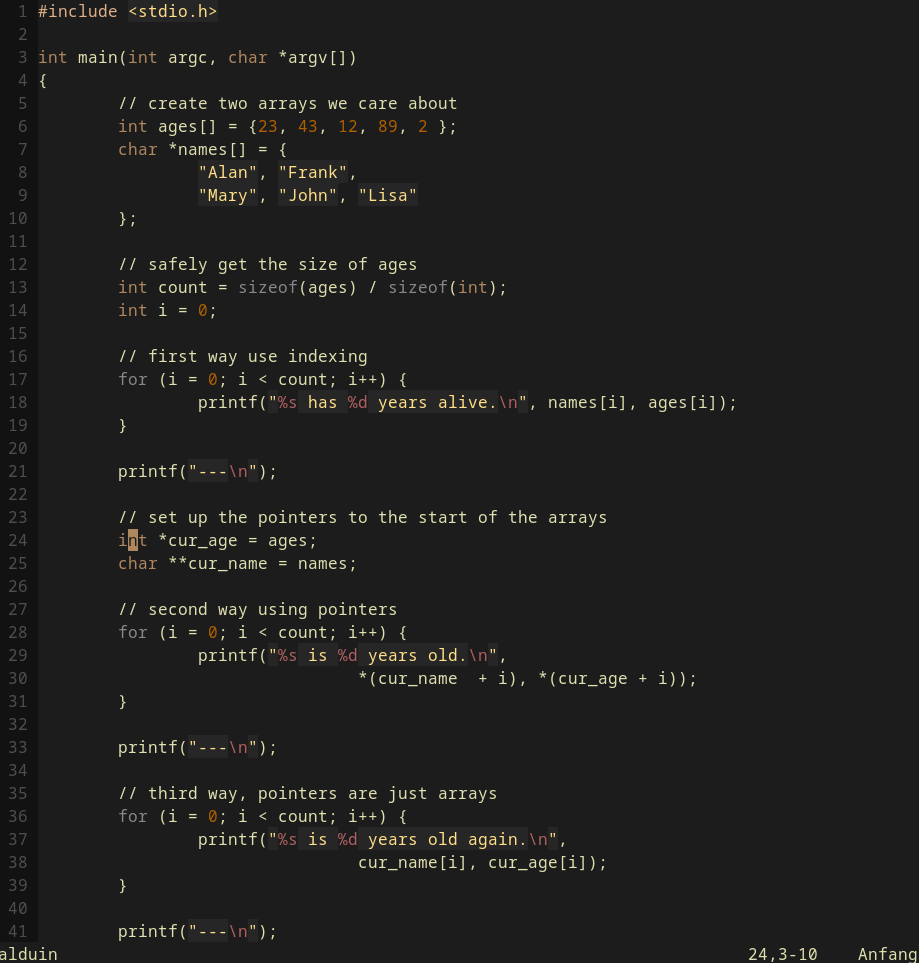 1 #include <stdio.h>
2
3 int main(int argc, char *argv[])
4 {
5         // create two arrays we care about
6         int ages[] = {23, 43, 12, 89, 2 };
7         char *names[] = {
8                 "Alan", "Frank",
9                 "Mary", "John", "Lisa"
10         };
11
12         // safely get the size of ages
13         int count = sizeof(ages) / sizeof(int);
14         int i = 0;
15
16         // first way use indexing
17         for (i = 0; i < count; i++) {
18                 printf("%s has %d years alive.\n", names[i], ages[i]);
19         }
20
21         printf("---\n");
22
23         // set up the pointers to the start of the arrays
24         int *cur_age = ages;
25         char **cur_name = names;
26
27         // second way using pointers
28         for (i = 0; i < count; i++) {
29                 printf("%s is %d years old.\n",
30                                 *(cur_name  + i), *(cur_age + i));
31         }
32
33         printf("---\n");
34
35         // third way, pointers are just arrays
36         for (i = 0; i < count; i++) {
37                 printf("%s is %d years old again.\n",
38                                 cur_name[i], cur_age[i]);
39         }
40
41         printf("---\n");
alduin 24,3-10 Anfang